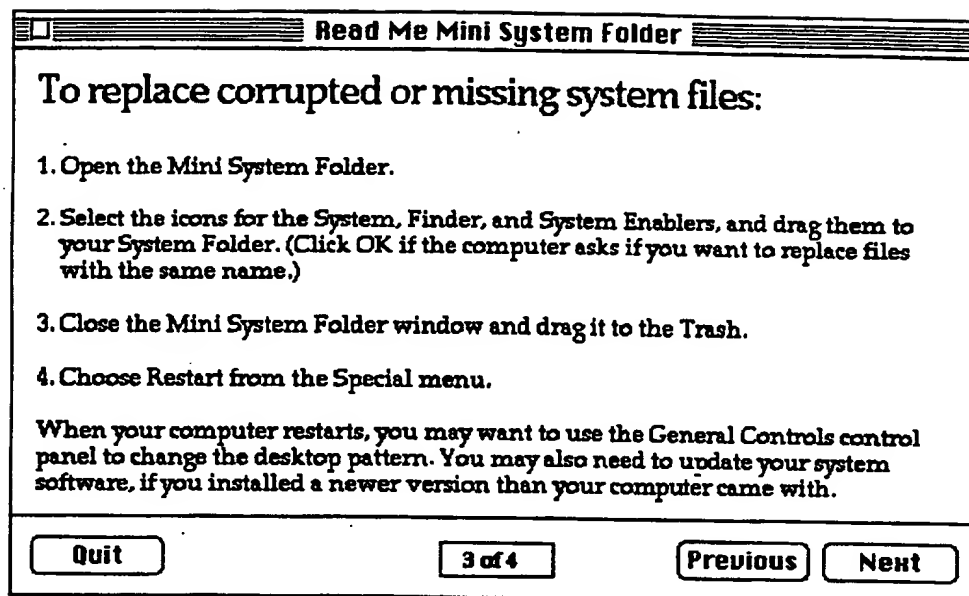 Read Me Mini System Folder
To replace corrupted or missing system files:
1. Open the Mini System Folder.
2. Select the icons for the System, Finder, and System Enablers, and drag them to
your System Folder. (Click OK if the computer asks if you want to replace files
with the same name.)
3. Close the Mini System Folder window and drag it to the Trash.
4. Choose Restart from the Special menu.
When your computer restarts, you may want to use the General Controls control
panel to change the desktop pattern. You may also need to update your system
software, if you installed a newer version than your computer came with.
Quit
3 of 4
Previous
Next